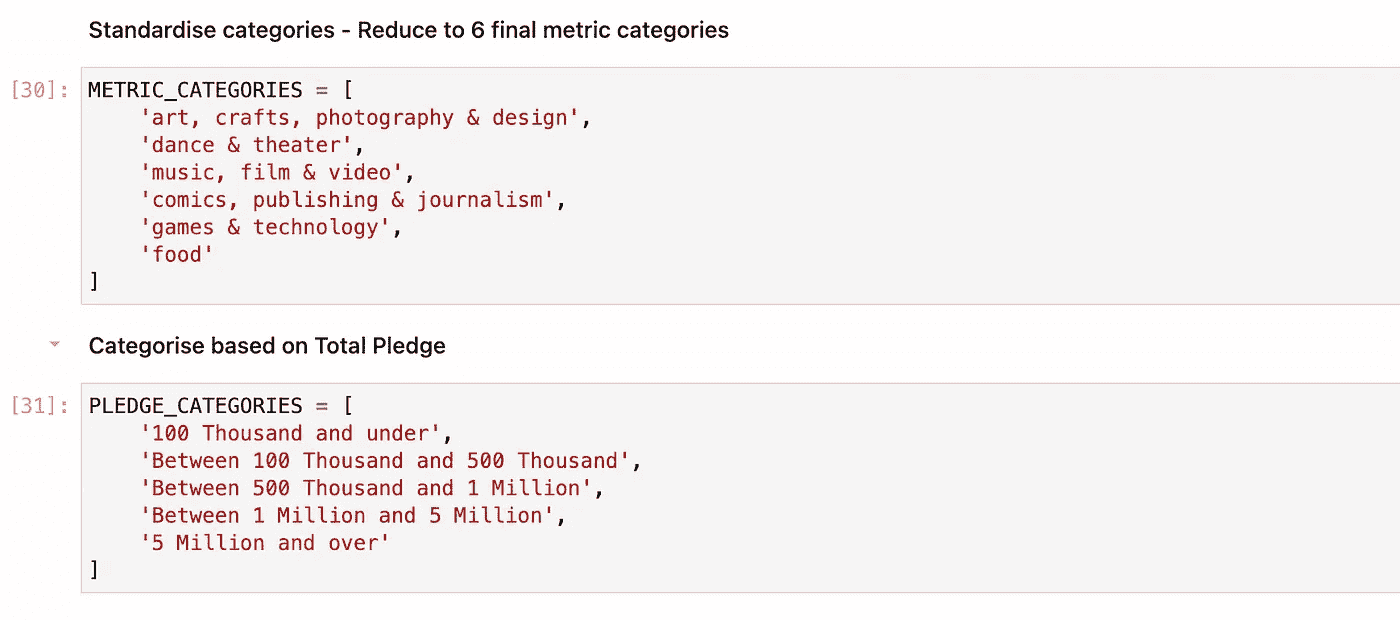 Standardise categories - Reduce to 6 final metric categories
[30]: METRIC_CATEGORIES = [
'art, crafts, photography & design',
'dance & theater',
'music, film & video',
'comics, publishing & journalism',
'games & technology',
'food'
]
Categorise based on Total Pledge
[31]: PLEDGE_CATEGORIES = [
'100 Thousand and under',
'Between 100 Thousand and 500 Thousand',
'Between 500 Thousand and 1 Million',
'Between 1 Million and 5 Million',
'5 Million and over'
]